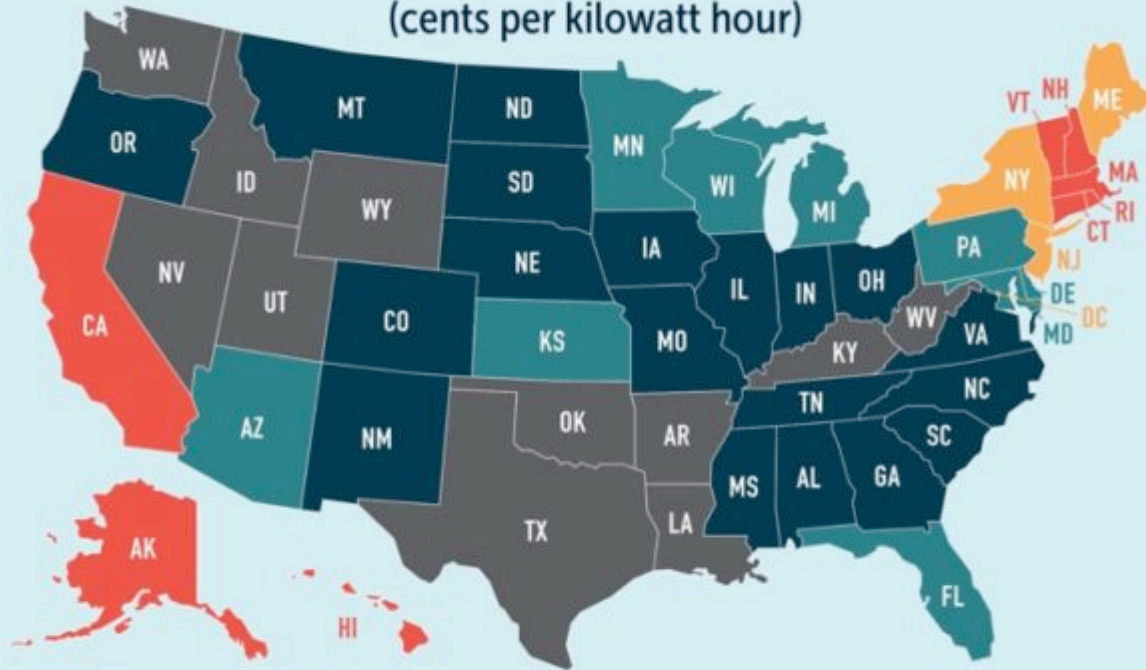 (cents per kilowatt hour)
WA
MT
ND
MN
VT
NH
ME
OR
ID
SD
WI
MI
NY
MA
RI
CT
WY
NE
IA
PA
NJ
NV
UT
CO
IL
IN
OH
DE
DC
MD
CA
KS
MO
KY
WV
VA
AZ
NM
OK
AR
TN
NC
SC
MS
AL
GA
TX
LA
AK
HI
FL